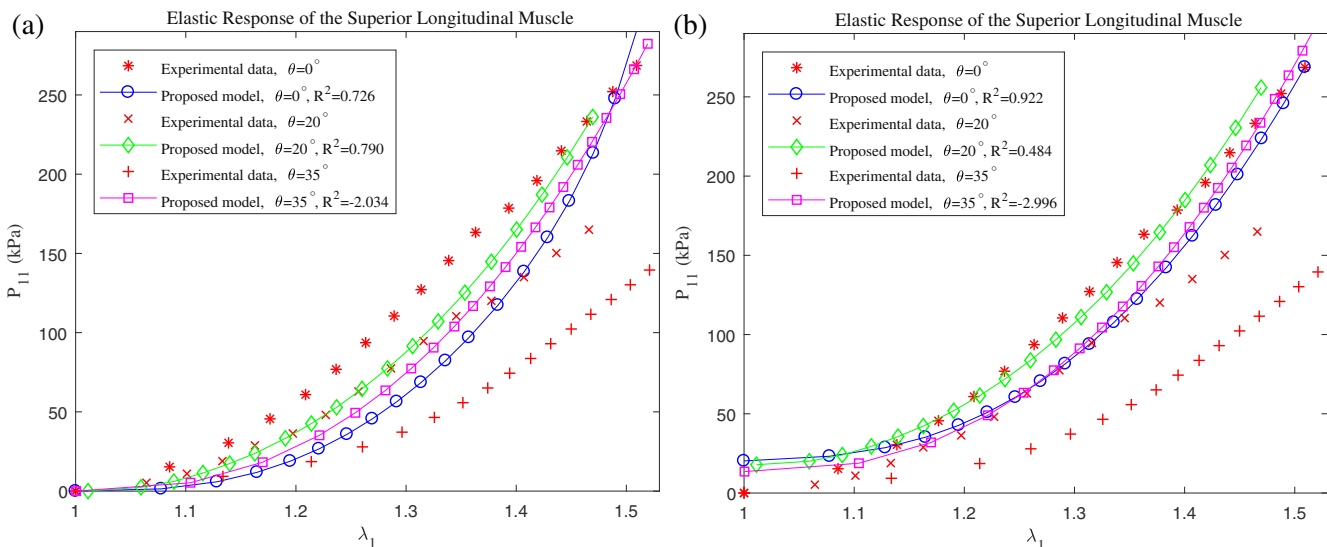 (a)
Elastic Response of the Superior Longitudinal Muscle
Experimental data, θ=0°
Proposed model, θ=0°, R²=0.726
Experimental data, θ=20°
Proposed model, θ=20°, R²=0.790
Experimental data, θ=35°
Proposed model, θ=35°, R²=-2.034
P₁₁ (kPa)
250
200
150
100
50
0
1 1.1 1.2 1.3 1.4 1.5
λ₁
(b)
Elastic Response of the Superior Longitudinal Muscle
Experimental data, θ=0°
Proposed model, θ=0°, R²=0.922
Experimental data, θ=20°
Proposed model, θ=20°, R²=0.484
Experimental data, θ=35°
Proposed model, θ=35°, R²=-2.996
P₁₁ (kPa)
250
200
150
100
50
0
1 1.1 1.2 1.3 1.4 1.5
λ₁